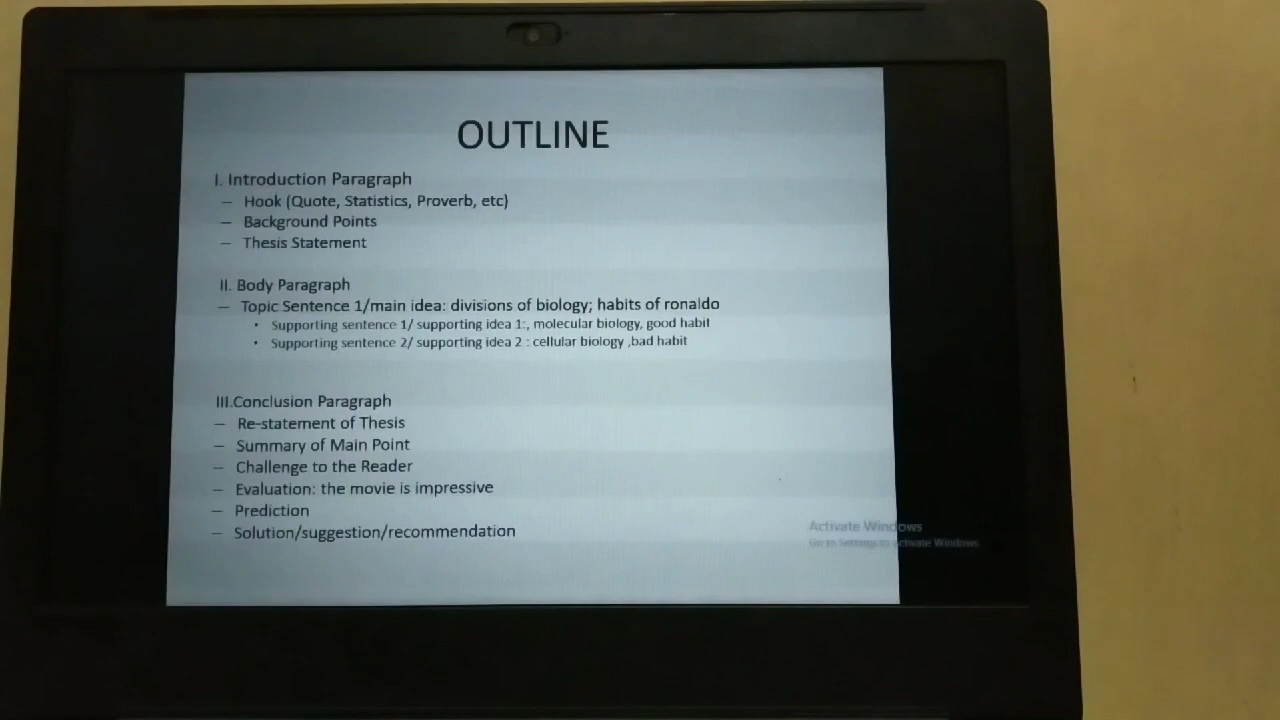 OUTLINE
I. Introduction Paragraph
– Hook (Quote, Statistics, Proverb, etc)
– Background Points
– Thesis Statement
II. Body Paragraph
– Topic Sentence 1/main idea: divisions of biology; habits of ronaldo
• Supporting sentence 1/ supporting idea 1:, molecular biology, good habit
• Supporting sentence 2/ supporting idea 2 : cellular biology ,bad habit
III.Conclusion Paragraph
– Re-statement of Thesis
– Summary of Main Point
– Challenge to the Reader
– Evaluation: the movie is impressive
– Prediction
– Solution/suggestion/recommendation
Activate Windows
Go to Settings to activate Windows.